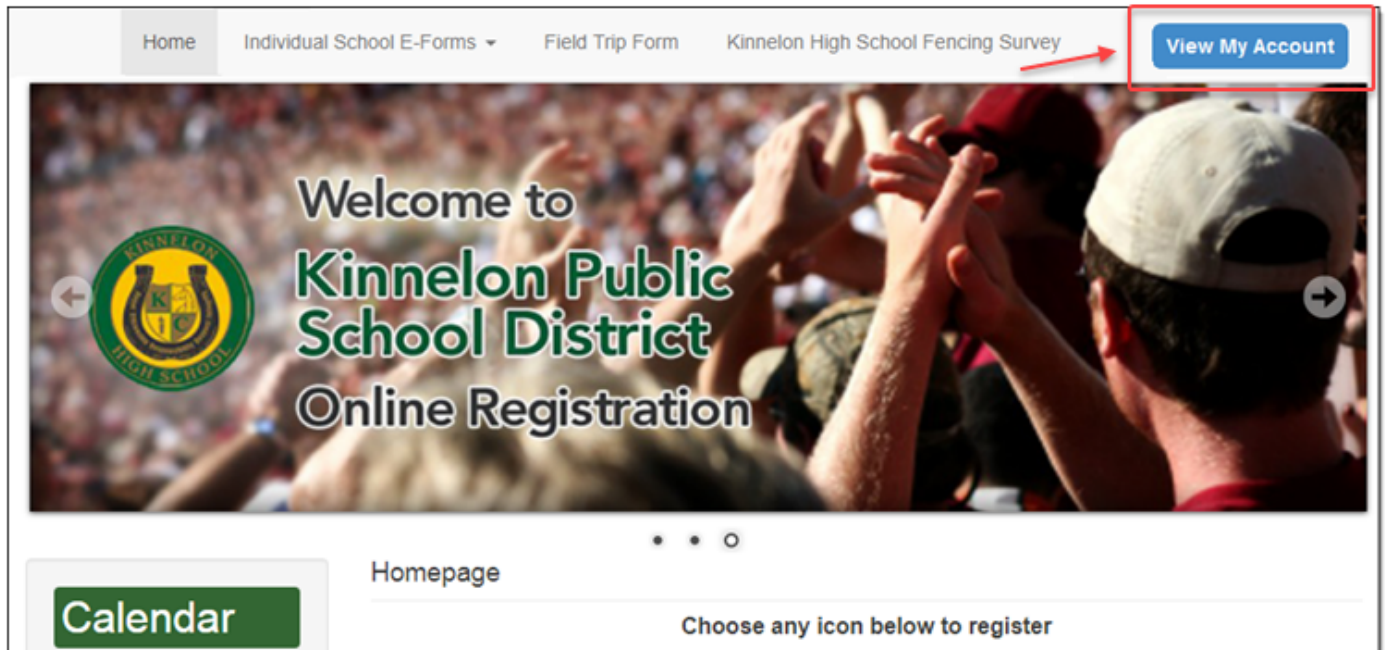 Home Individual School E-Forms Field Trip Form Kinnelon High School Fencing Survey View My Account
Welcome to
Kinnelon Public
School District
Online Registration
KINNELON
K
C
HIGH SCHOOL
Homepage
Calendar
Choose any icon below to register